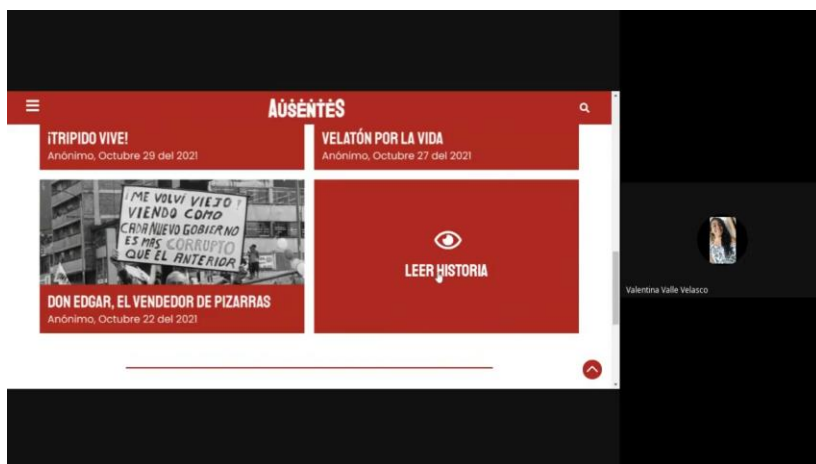 AUSENTES
¡TRIPIDO VIVE!
Anónimo, Octubre 29 del 2021
VELATÓN POR LA VIDA
Anónimo, Octubre 27 del 2021
¡ME VOLVÍ VIEJO
VIENDO COMO
CADA NUEVO GOBIERNO
ES MAS CORRUPTO
QUE EL ANTERIOR
DON EDGAR, EL VENDEDOR DE PIZARRAS
Anónimo, Octubre 22 del 2021
LEER HISTORIA
Valentina Valle Velasco